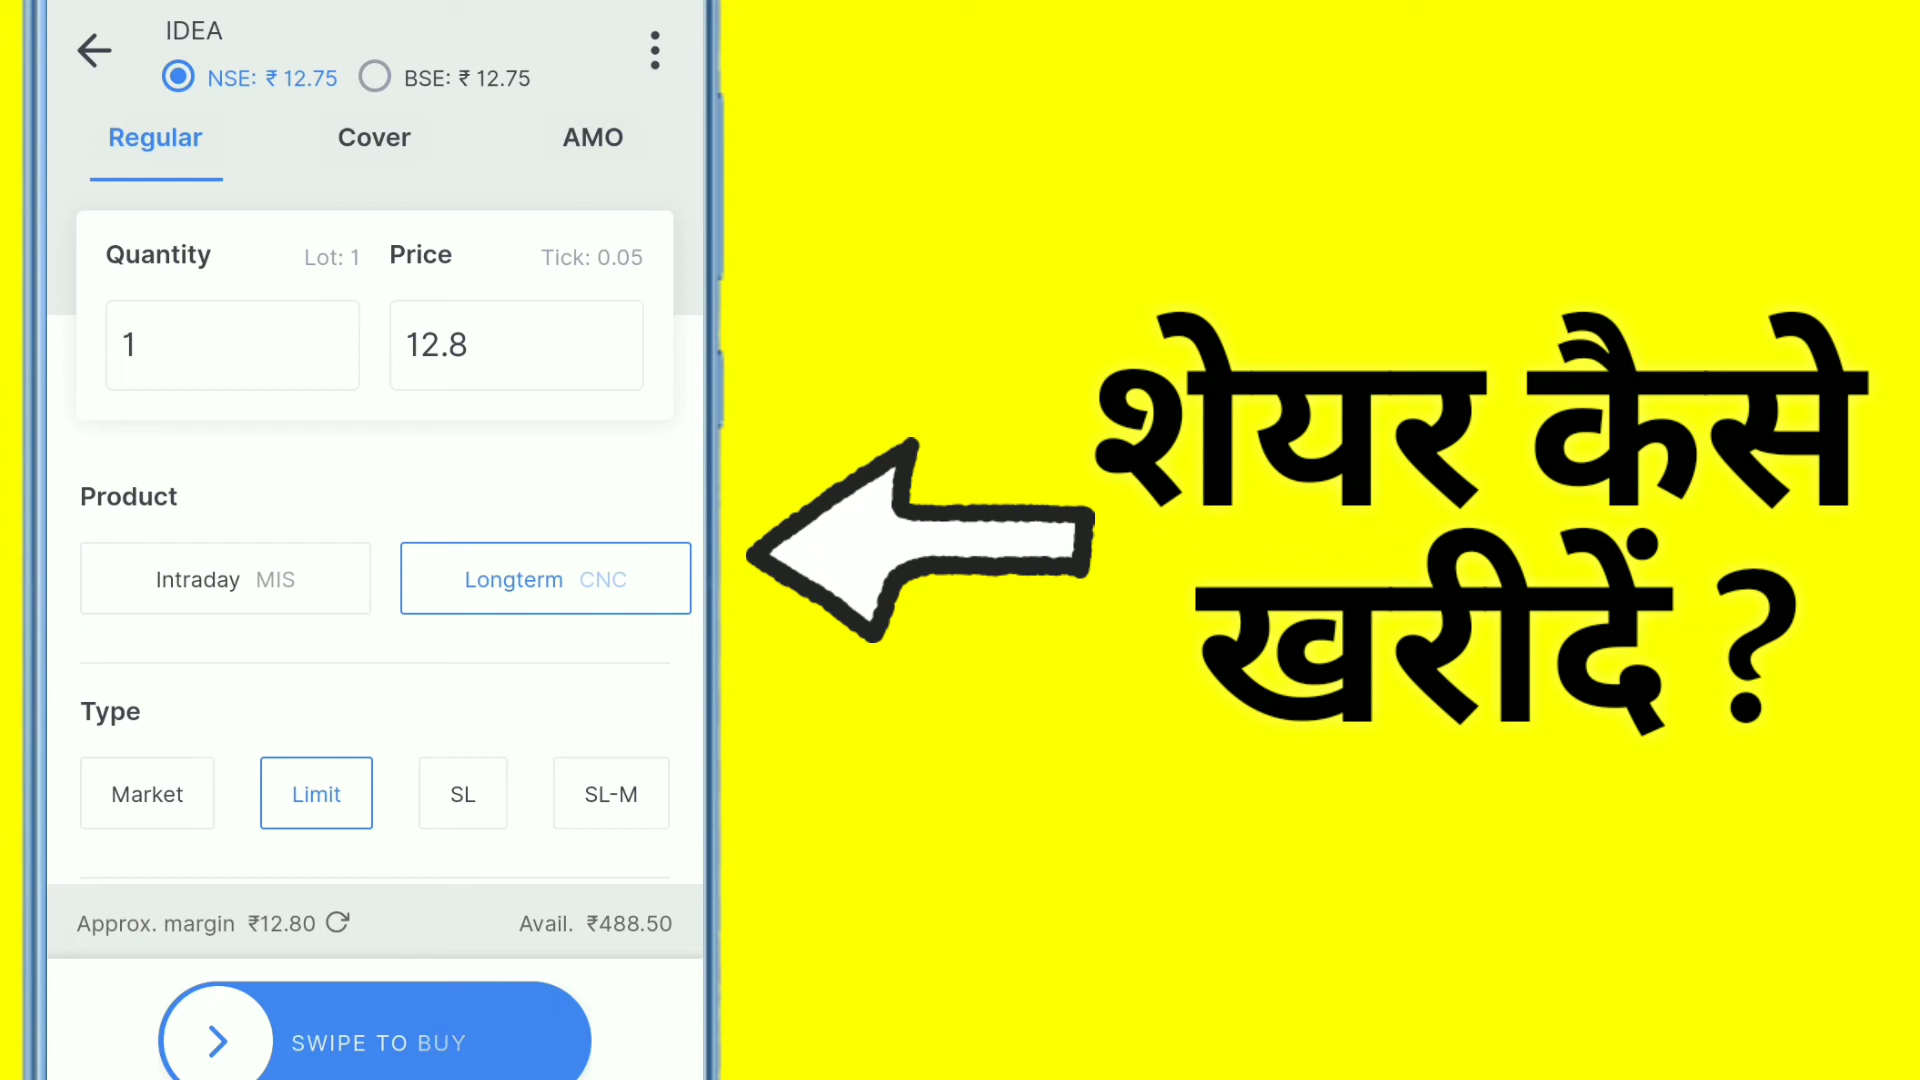 IDEA
NSE: ₹ 12.75 BSE: ₹ 12.75
Regular Cover AMO
Quantity Lot: 1 Price Tick: 0.05
1 12.8
Product
Intraday MIS Longterm CNC
Type
Market Limit SL SL-M
Approx. margin ₹12.80 Avail. ₹488.50
SWIPE TO BUY
शेयर कैसे
खरीदें ?